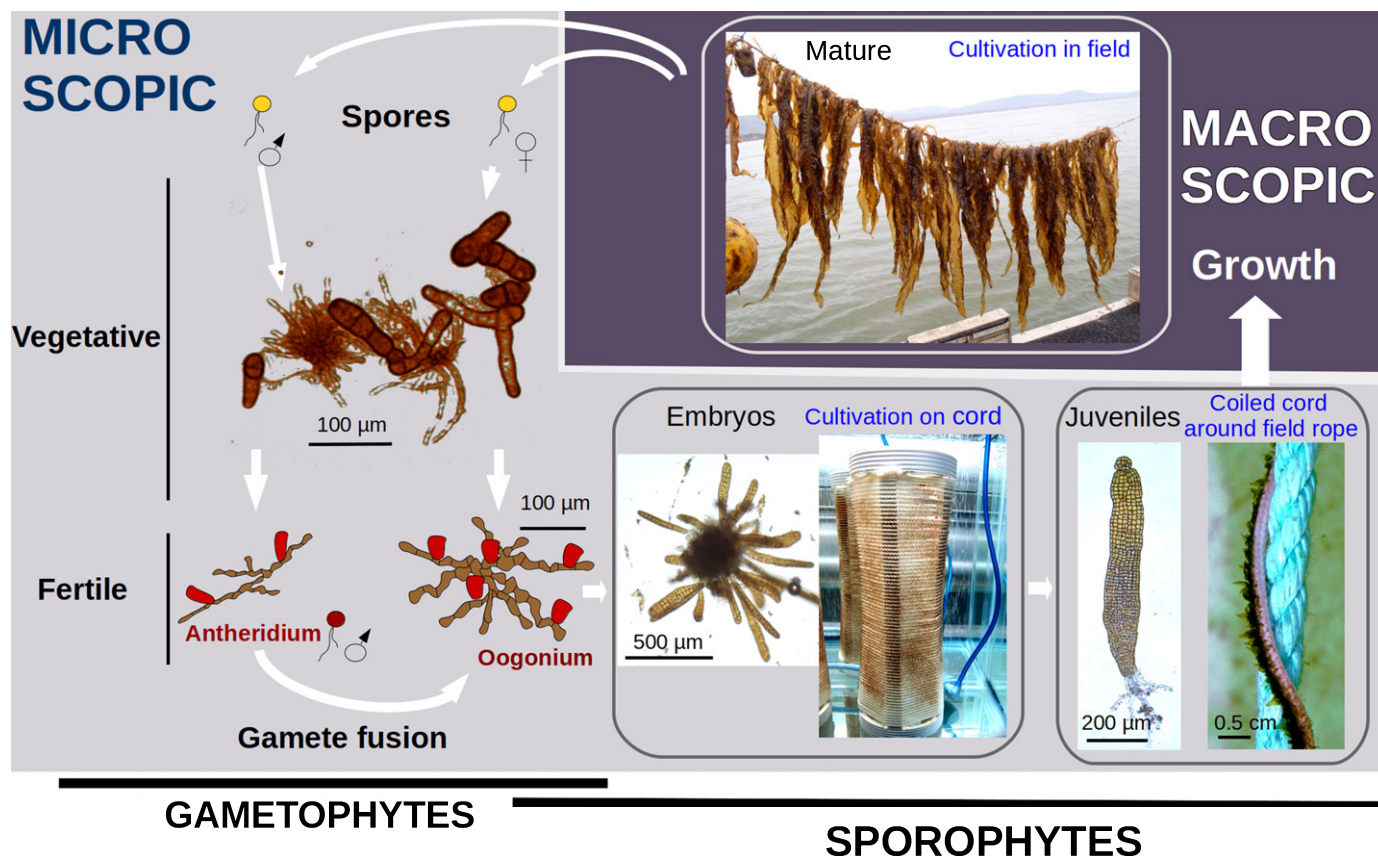 MICRO
SCOPIC
Spores
Vegetative
100 µm
100 µm
Fertile
Antheridium
Oogonium
Gamete fusion
Mature
Cultivation in field
MACRO
SCOPIC
Growth
Embryos
Cultivation on cord
500 µm
Juveniles
Coiled cord
around field rope
200 µm
0.5 cm
GAMETOPHYTES
SPOROPHYTES